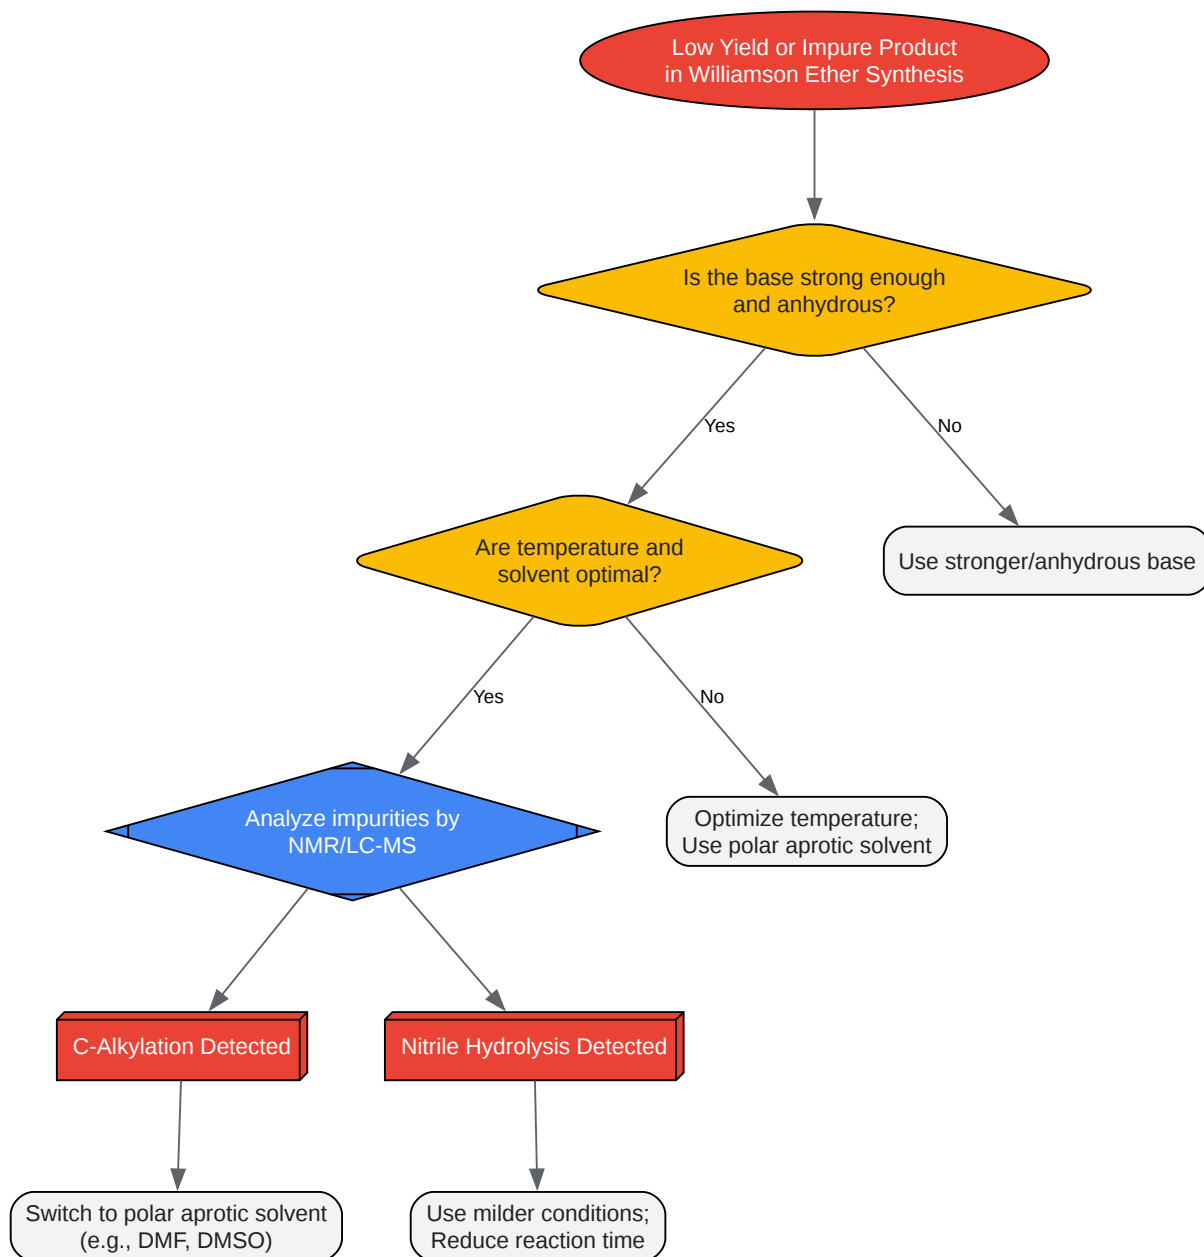 Low Yield or Impure Product
in Williamson Ether Synthesis
Is the base strong enough
and anhydrous?
Yes
No
Are temperature and
solvent optimal?
Use stronger/anhydrous base
Yes
No
Analyze impurities by
NMR/LC-MS
Optimize temperature;
Use polar aprotic solvent
C-Alkylation Detected
Nitrile Hydrolysis Detected
Switch to polar aprotic solvent
(e.g., DMF, DMSO)
Use milder conditions;
Reduce reaction time